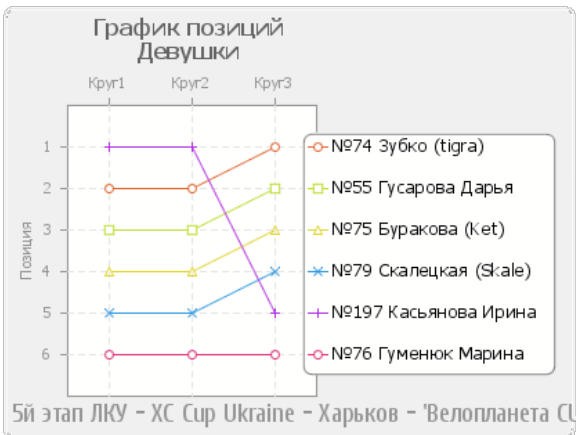 График позиций
Девушки
Круг1 Круг2 Круг3
Позиция
1
2
3
4
5
6
№74 Зубко (tigra)
№55 Гусарова Дарья
№75 Буракова (Ket)
№79 Скалецкая (Skale)
№197 Касьянова Ирина
№76 Гуменюк Марина
5й этап ЛКУ - XC Cup Ukraine - Харьков - 'Велопланета